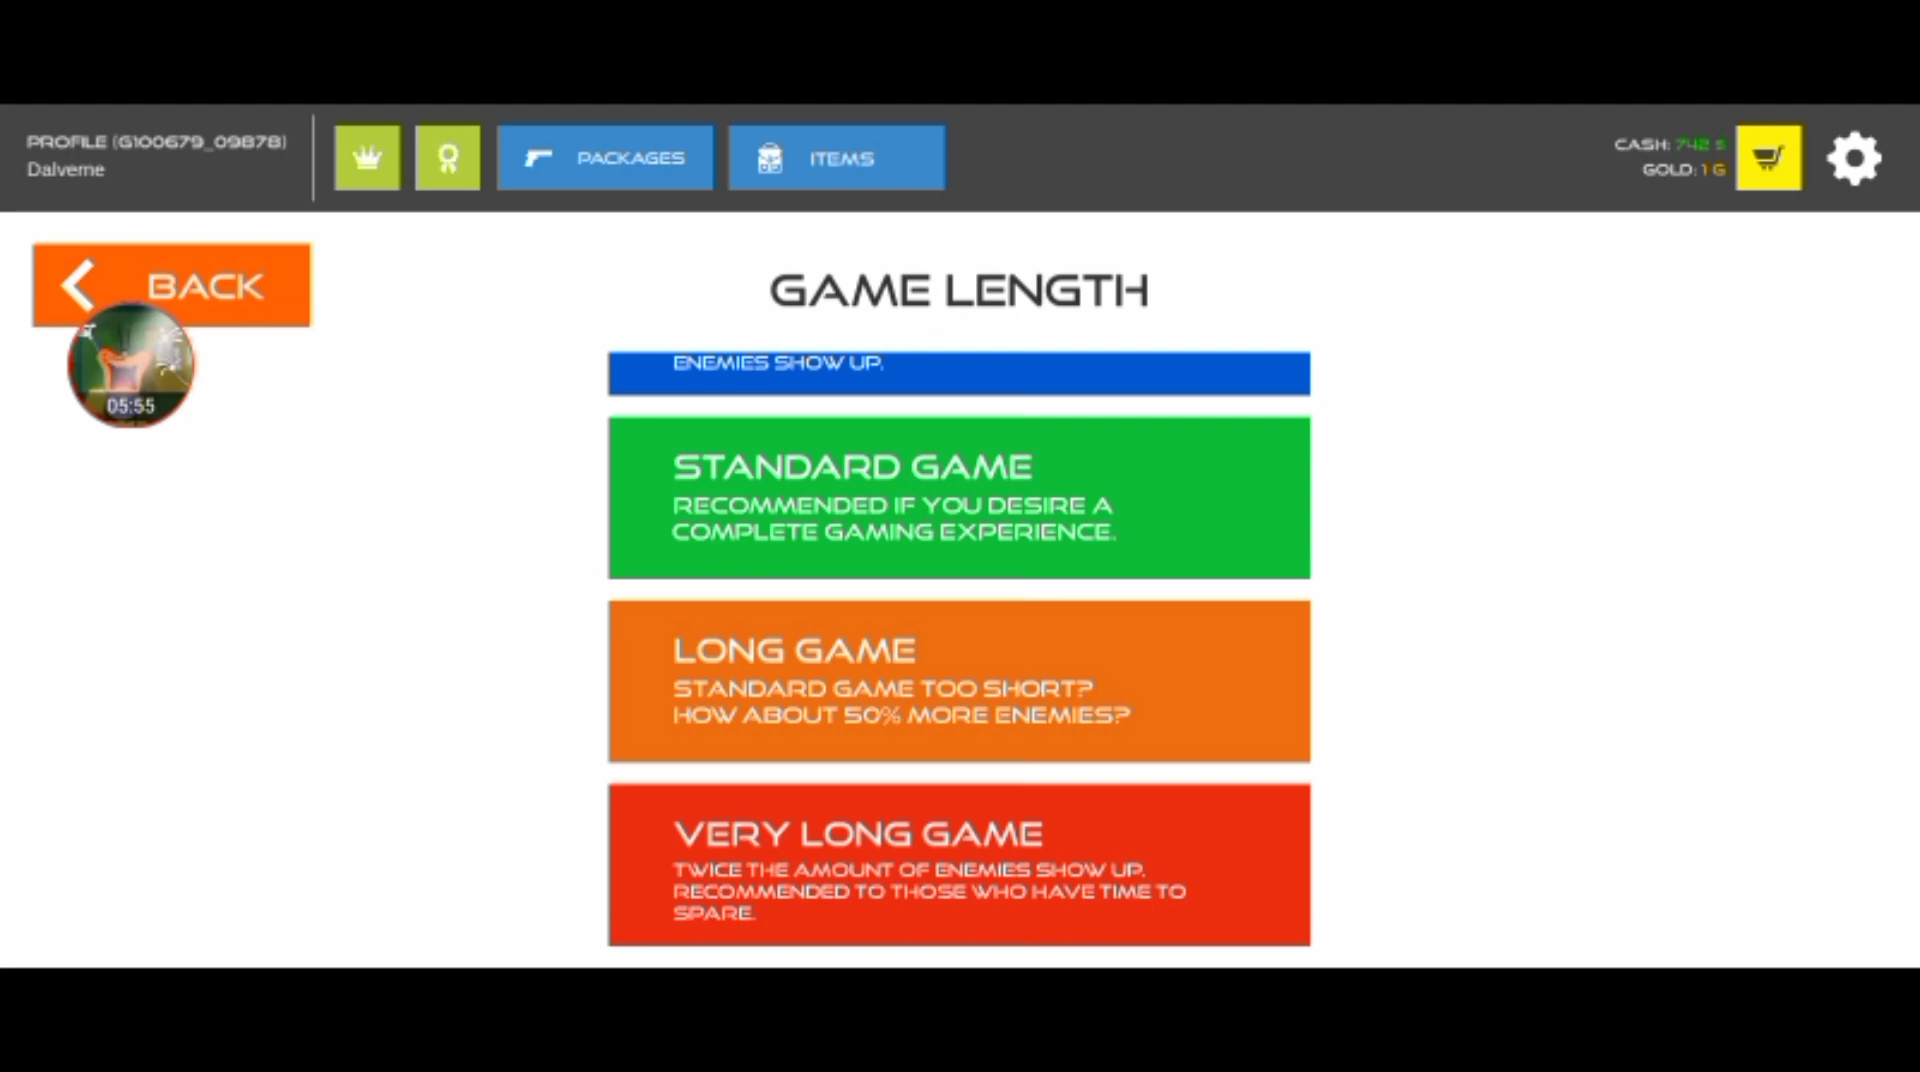 PROFILE (G100679_09878)
Dalverne
PACKAGES
ITEMS
CASH: 742 $
GOLD: 1 G
BACK
05:55
GAME LENGTH
ENEMIES SHOW UP.
STANDARD GAME
RECOMMENDED IF YOU DESIRE A
COMPLETE GAMING EXPERIENCE.
LONG GAME
STANDARD GAME TOO SHORT?
HOW ABOUT 50% MORE ENEMIES?
VERY LONG GAME
TWICE THE AMOUNT OF ENEMIES SHOW UP.
RECOMMENDED TO THOSE WHO HAVE TIME TO
SPARE.